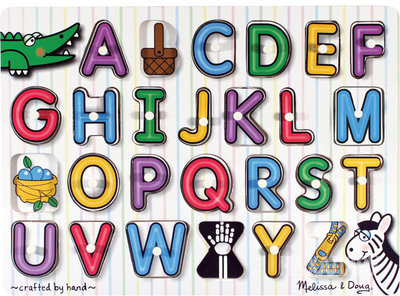 A C D E F
G H I J K L M
O P Q R S T
U V W Y
~crafted by hand~ Melissa & Doug